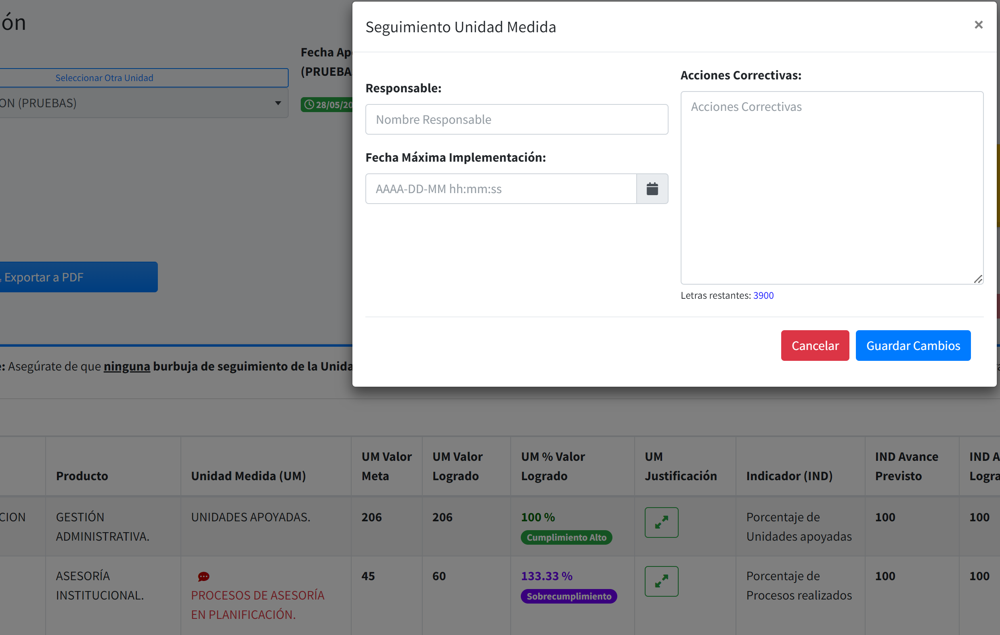 ón
Seleccionar Otra Unidad
ON (PRUEBAS)
Fecha Ap
(PRUEBA
28/05/20
Exportar a PDF
Seguimiento Unidad Medida
×
Responsable:
Nombre Responsable
Fecha Máxima Implementación:
AAAA-DD-MM hh:mm:ss
Acciones Correctivas:
Acciones Correctivas
Letras restantes: 3900
Cancelar
Guardar Cambios
: Asegúrate de que ninguna burbuja de seguimiento de la Unida
Producto
Unidad Medida (UM)
UM Valor
Meta
UM Valor
Logrado
UM % Valor
Logrado
UM
Justificación
Indicador (IND)
IND Avance
Previsto
IND A
Logra
CION
GESTIÓN
ADMINISTRATIVA.
UNIDADES APOYADAS.
206
206
100 %
Cumplimiento Alto
Porcentaje de
Unidades apoyadas
100
100
ASESORÍA
INSTITUCIONAL.
PROCESOS DE ASESORÍA
EN PLANIFICACIÓN.
45
60
133.33 %
Sobrecumplimiento
Porcentaje de
Procesos realizados
100
100